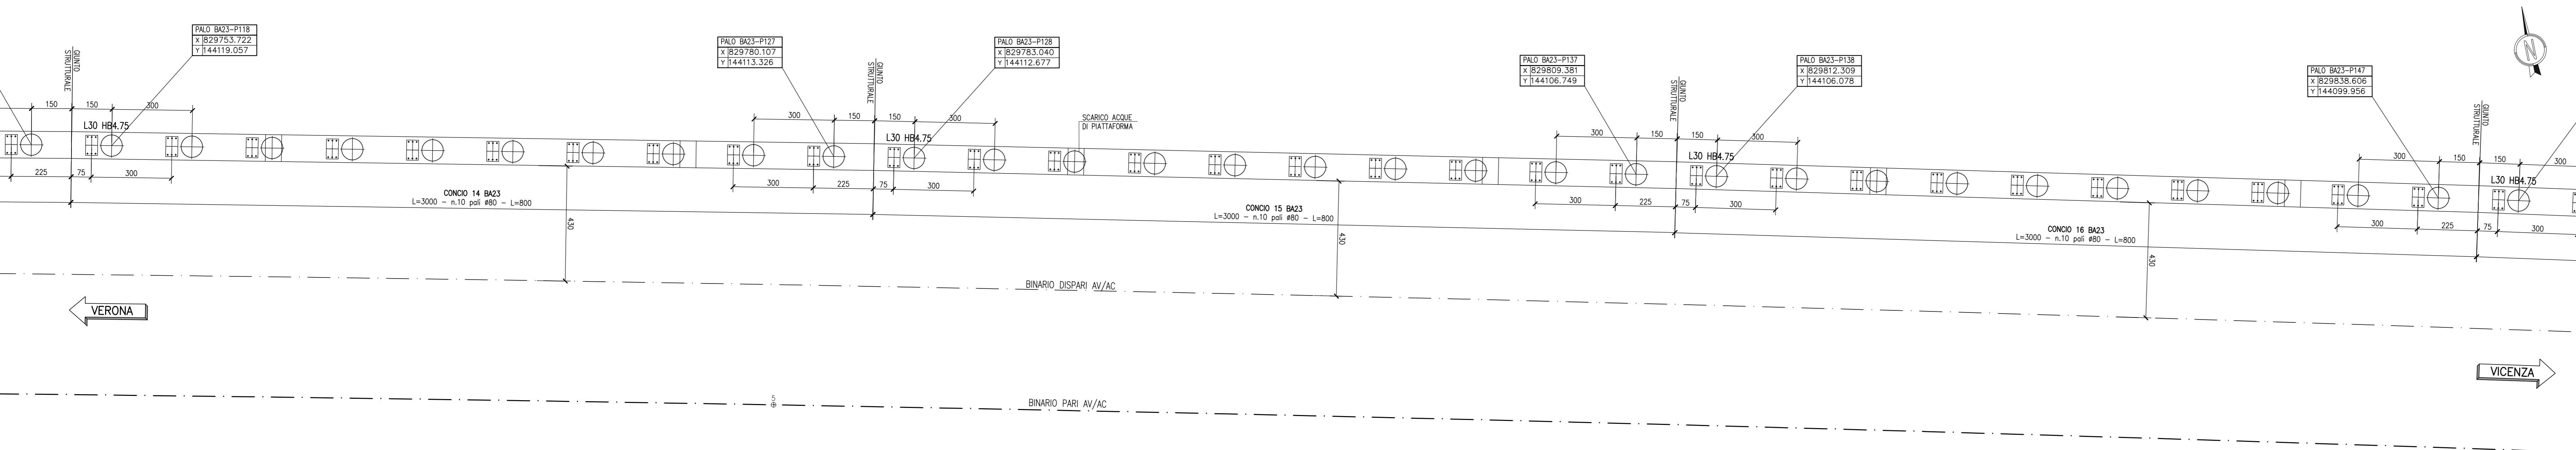 PALO BA23-P118
X 829753.722
Y 144119.057
PALO BA23-P127
X 829780.107
Y 144113.326
PALO BA23-P128
X 829783.040
Y 144112.677
PALO BA23-P137
X 829809.381
Y 144106.749
PALO BA23-P138
X 829812.309
Y 144106.078
PALO BA23-P147
X 829838.606
Y 144099.956
N
GIUNTO
STRUTTURALE
GIUNTO
STRUTTURALE
GIUNTO
STRUTTURALE
GIUNTO
STRUTTURALE
150 150 300
300 150 150 300
300 150 150 300
300 150 150 300
SCARICO ACQUE
DI PIATTAFORMA
L30 HB4.75
L30 HB4.75
L30 HB4.75
L30 HB4.75
225 75 300
300 225 75 300
300 225 75 300
300 225 75 300
CONCIO 14 BA23
L=3000 – n.10 pali ø80 – L=800
CONCIO 15 BA23
L=3000 – n.10 pali ø80 – L=800
CONCIO 16 BA23
L=3000 – n.10 pali ø80 – L=800
430
430
430
BINARIO DISPARI AV/AC
VERONA
VICENZA
5
BINARIO PARI AV/AC